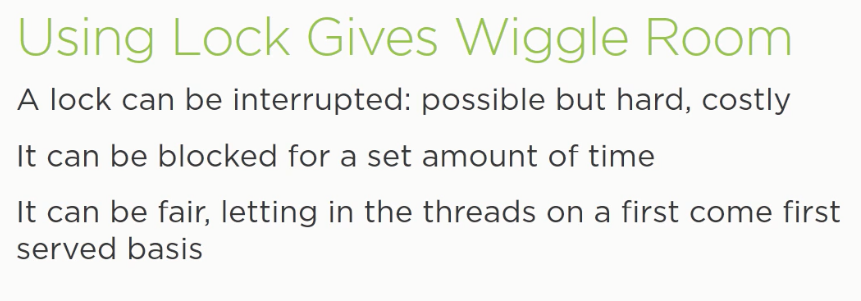 Using Lock Gives Wiggle Room
A lock can be interrupted: possible but hard, costly
It can be blocked for a set amount of time
It can be fair, letting in the threads on a first come first
served basis